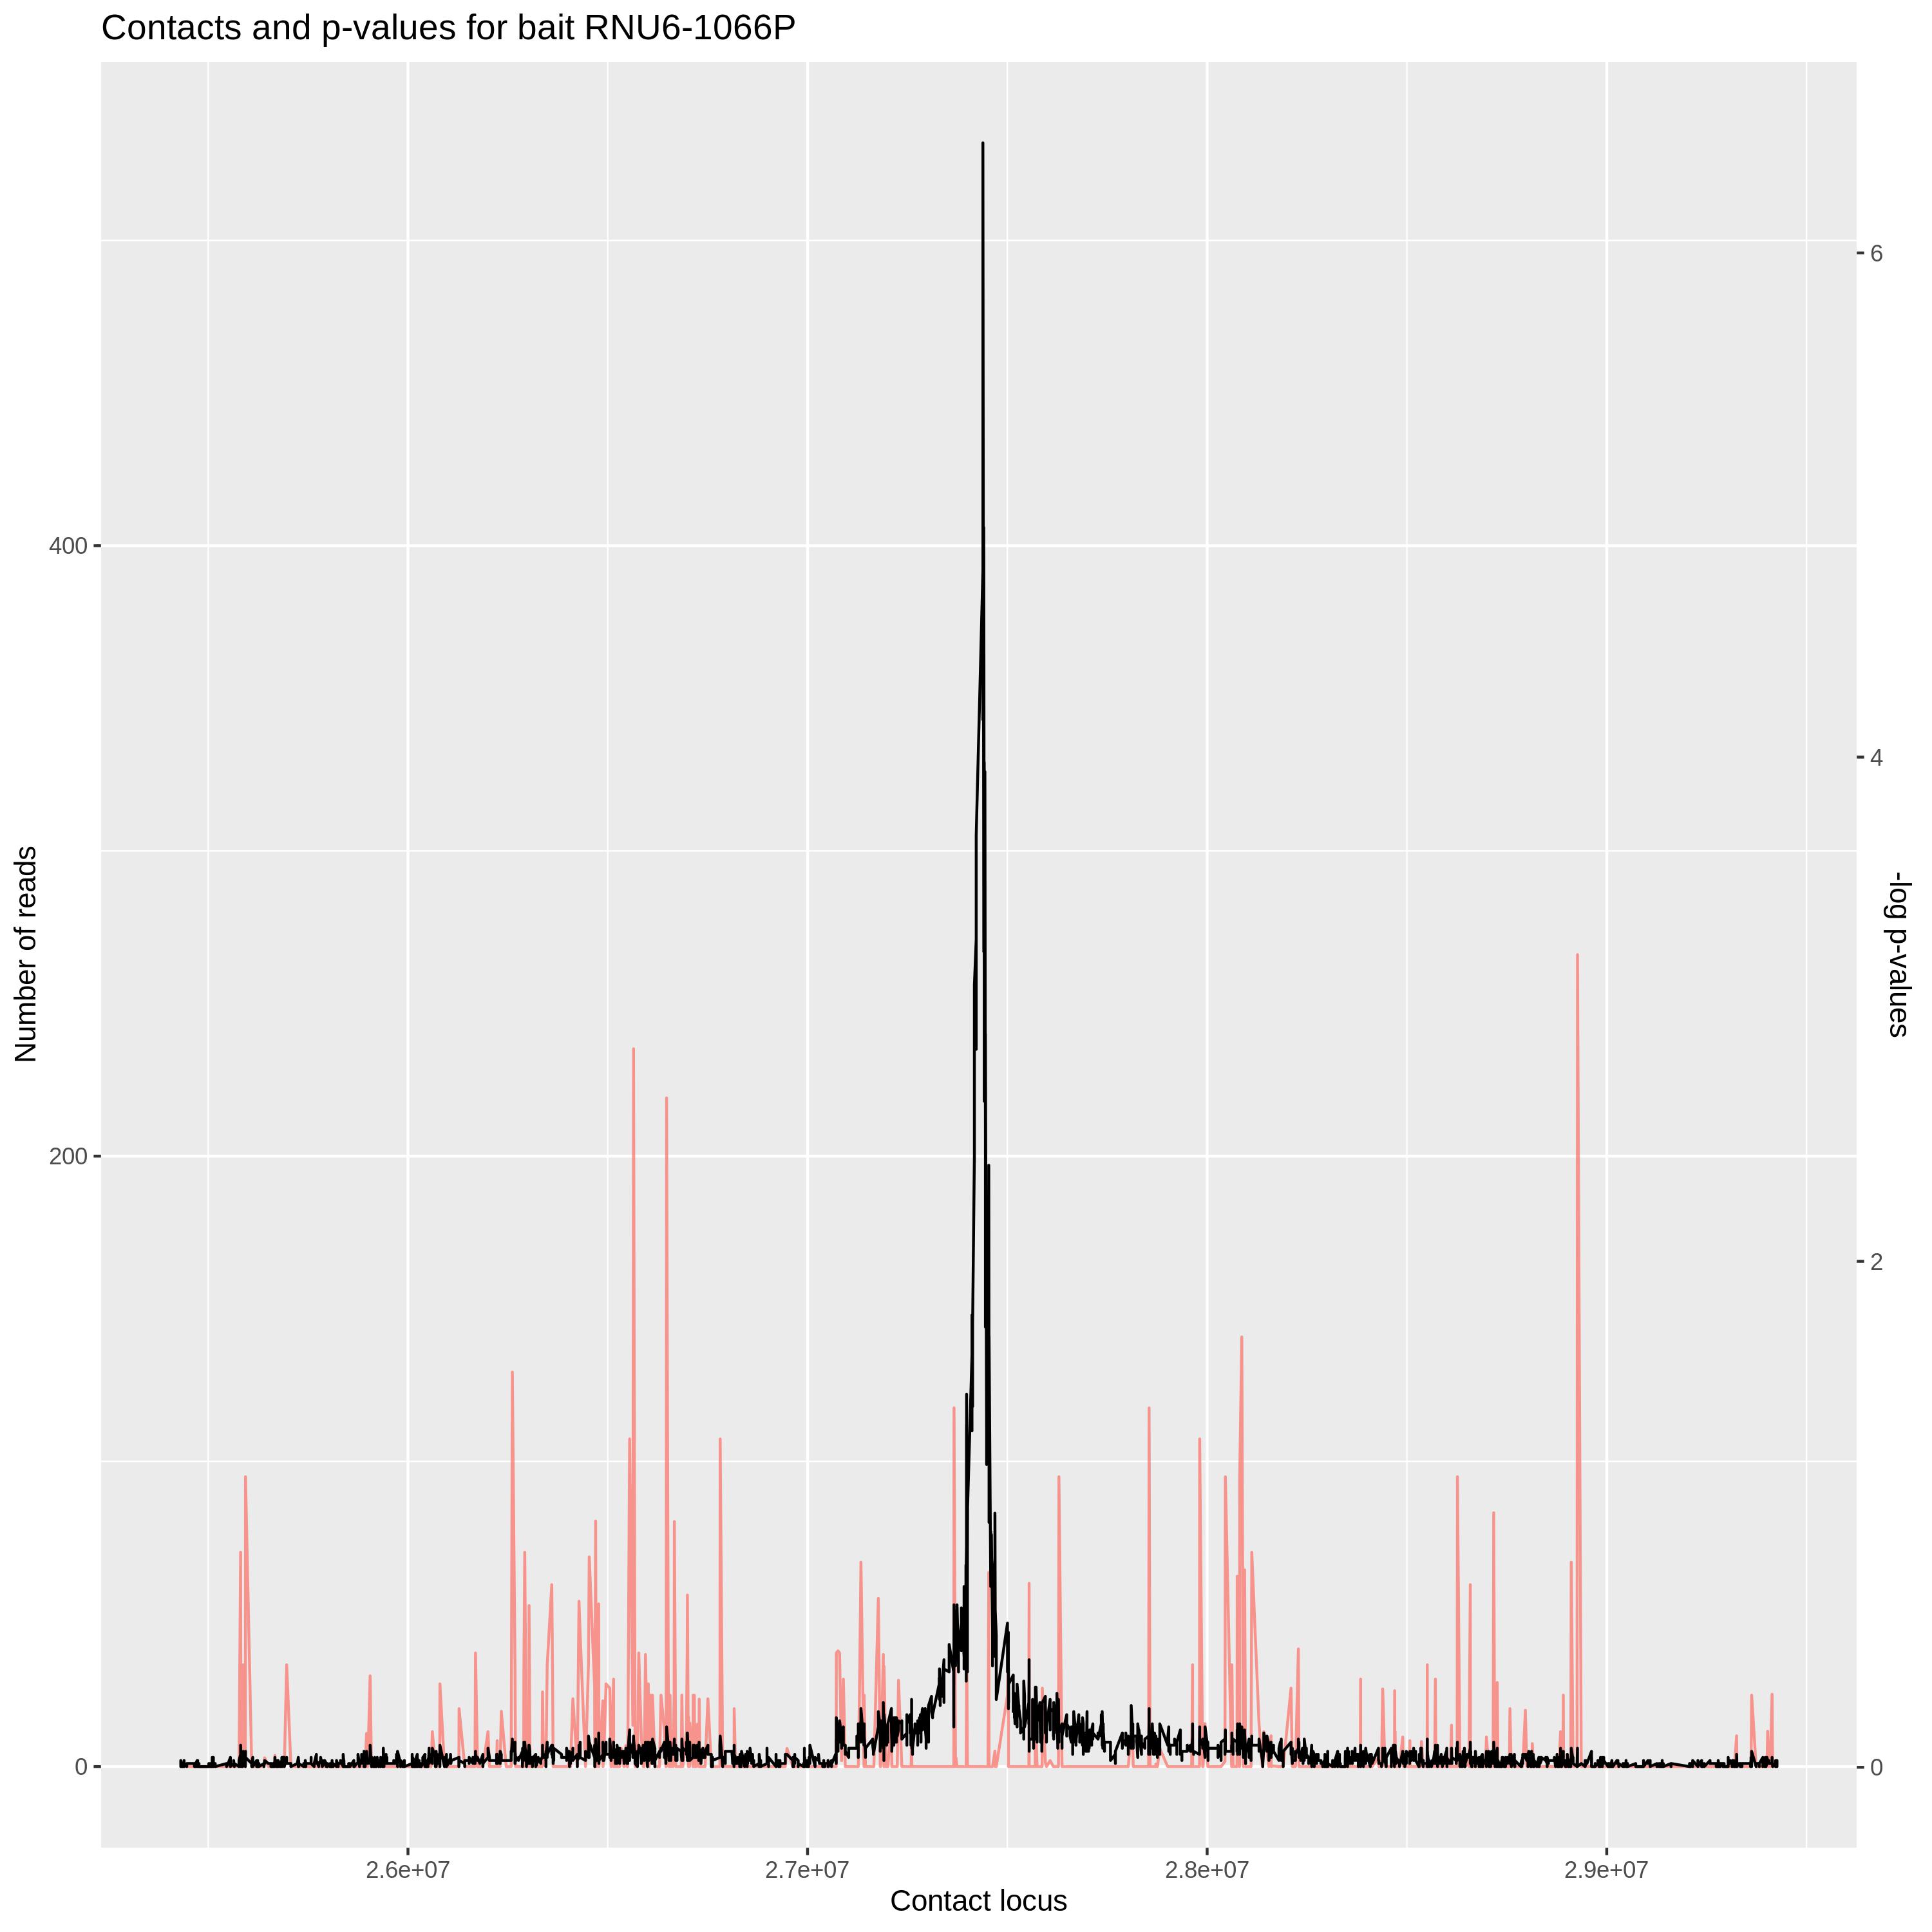 Contacts and p-values for bait RNU6-1066P
6
400
4
Number of reads
-log p-values
200
2
0
0
2.6e+07
2.7e+07
2.8e+07
2.9e+07
Contact locus